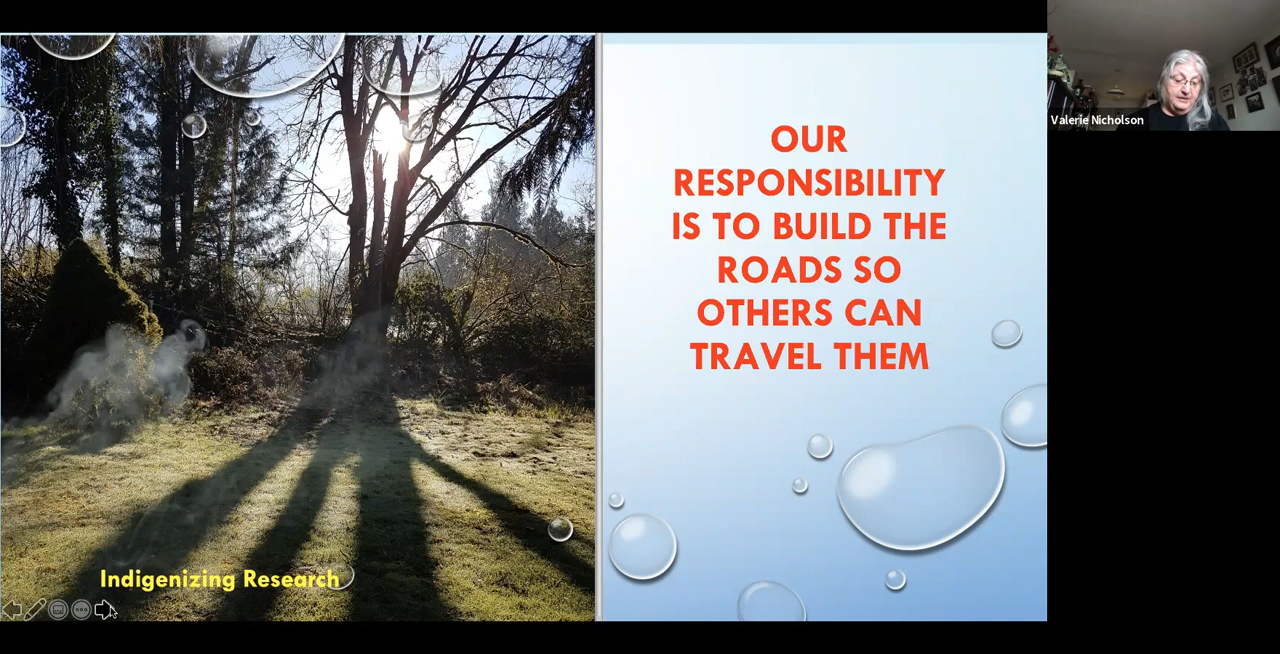 OUR
RESPONSIBILITY
IS TO BUILD THE
ROADS SO
OTHERS CAN
TRAVEL THEM
Indigenizing Research
Valerie Nicholson